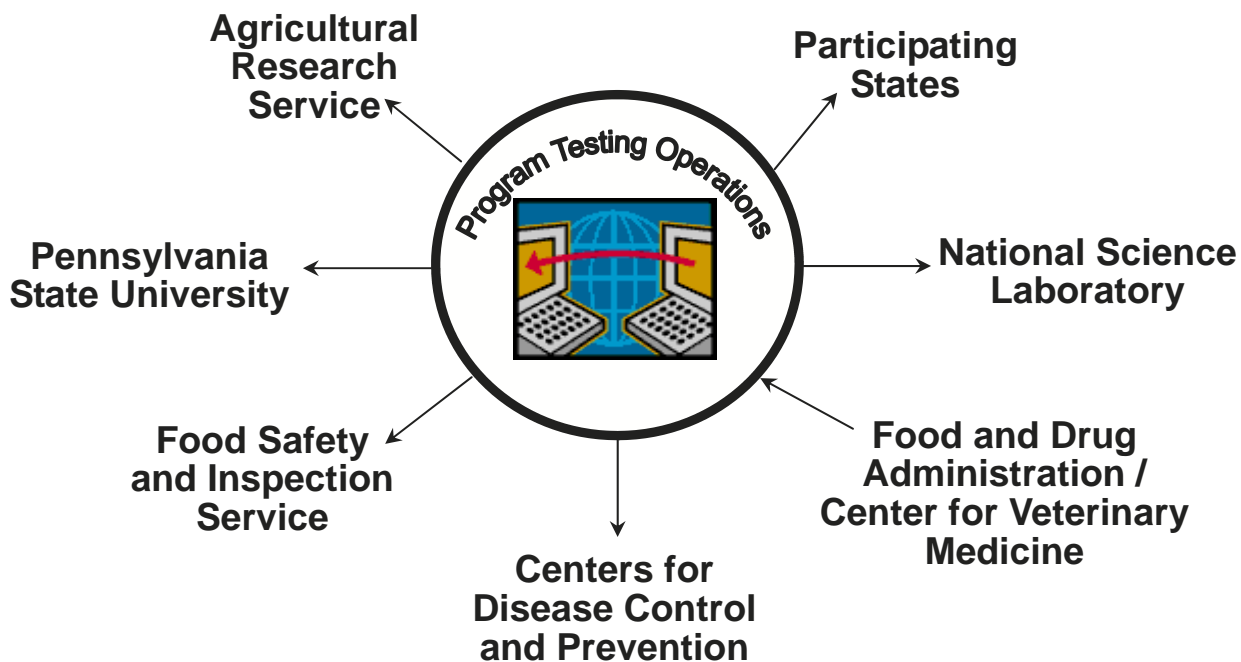 Agricultural
Research
Service
Participating
States
Program Testing Operations
Pennsylvania
State University
National Science
Laboratory
Food Safety
and Inspection
Service
Food and Drug
Administration /
Center for Veterinary
Medicine
Centers for
Disease Control
and Prevention